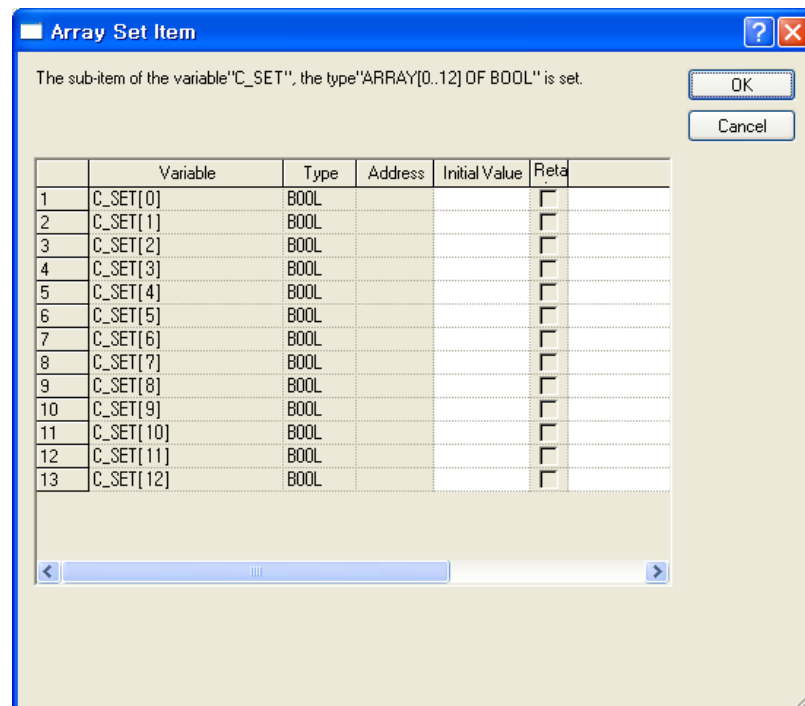 Array Set Item
The sub-item of the variable"C_SET", the type"ARRAY[0..12] OF BOOL" is set.
OK
Cancel
Variable Type Address Initial Value Reta
1 C_SET[0] BOOL
2 C_SET[1] BOOL
3 C_SET[2] BOOL
4 C_SET[3] BOOL
5 C_SET[4] BOOL
6 C_SET[5] BOOL
7 C_SET[6] BOOL
8 C_SET[7] BOOL
9 C_SET[8] BOOL
10 C_SET[9] BOOL
11 C_SET[10] BOOL
12 C_SET[11] BOOL
13 C_SET[12] BOOL